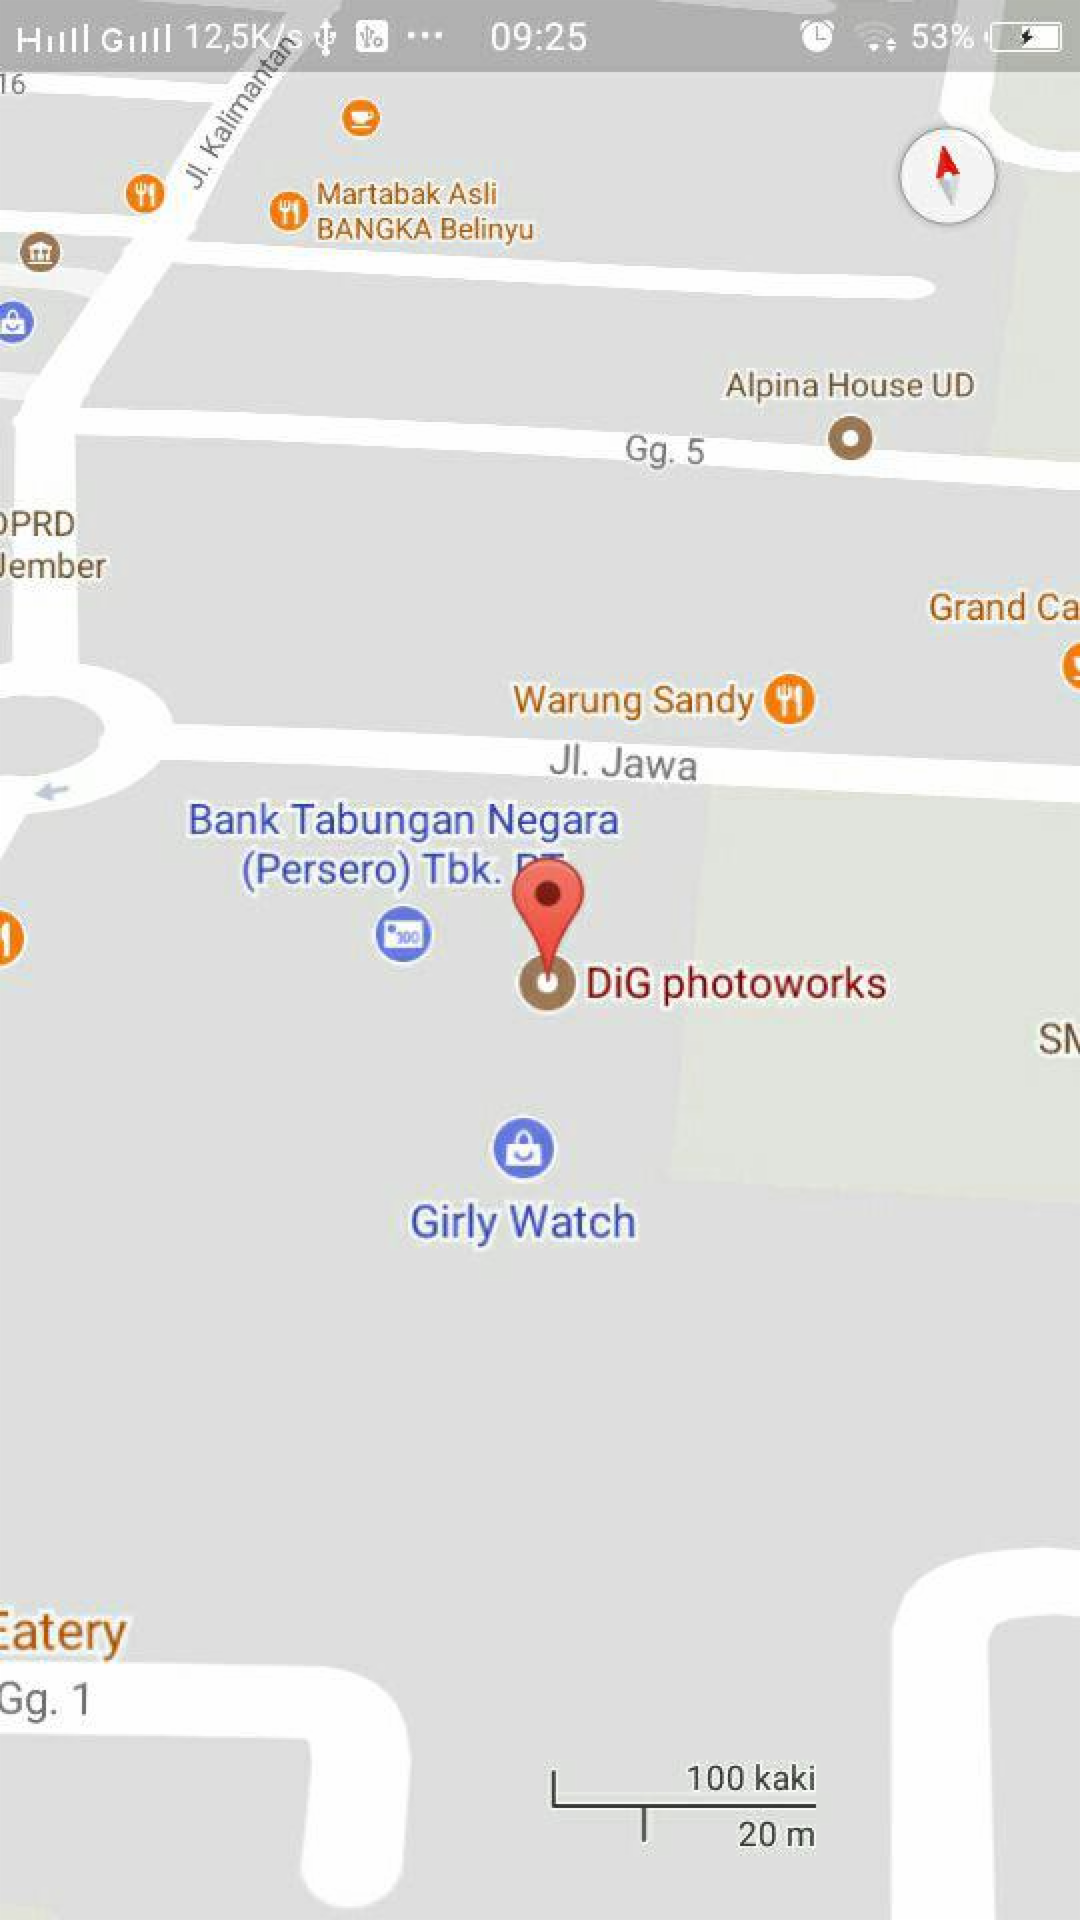 H G 12,5K/s 09:25 53%
16
Jl. Kalimantan
Martabak Asli
BANGKA Belinyu
Alpina House UD
Gg. 5
DPRD
Jember
Grand Ca
Warung Sandy
Jl. Jawa
Bank Tabungan Negara
(Persero) Tbk. PT
100
DiG photoworks
SM
Girly Watch
Eatery
Gg. 1
100 kaki
20 m